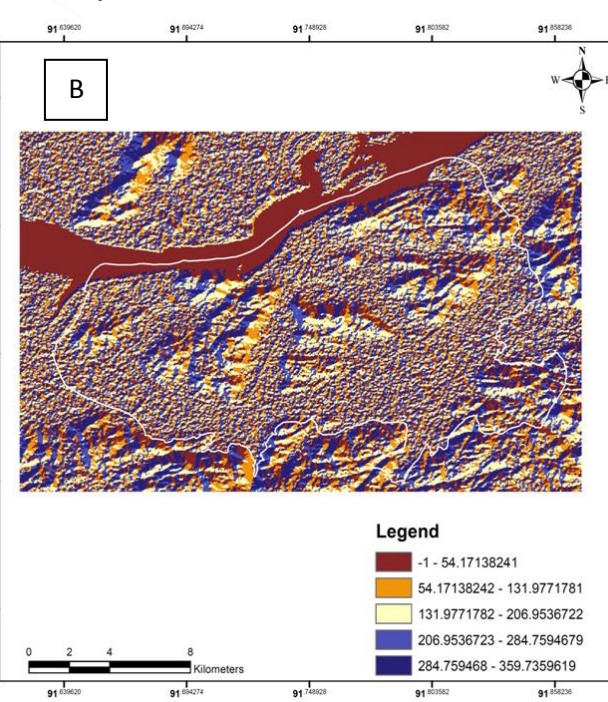 91.639620 91.694274 91.748928 91.803582 91.858236
B
N
W E
S
Legend
-1 - 54.17138241
54.17138242 - 131.9771781
131.9771782 - 206.9536722
206.9536723 - 284.7594679
284.759468 - 359.7359619
0 2 4 8
Kilometers
91.639620 91.694274 91.748928 91.803582 91.858236